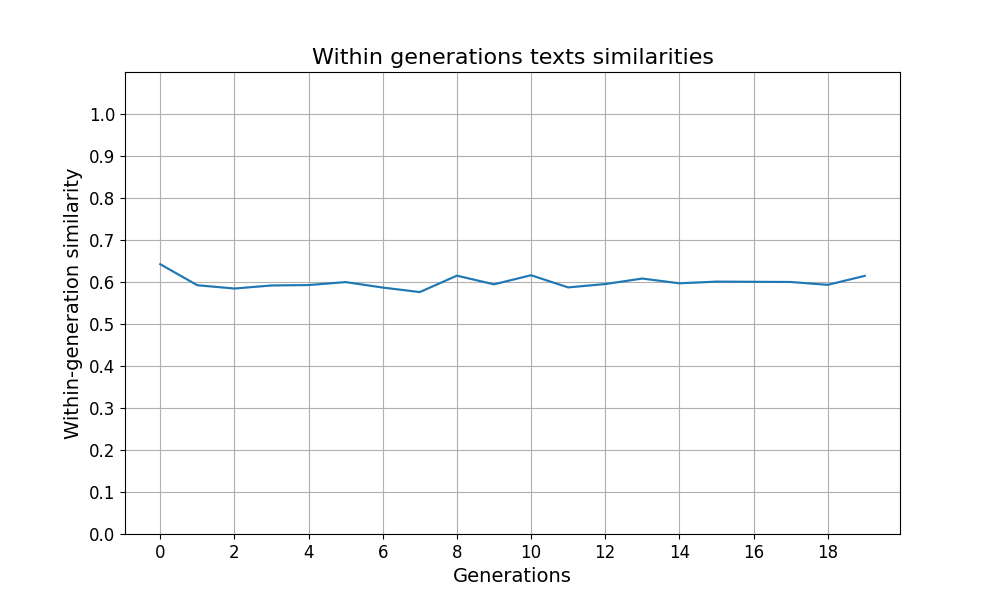 Within generations texts similarities
Within-generation similarity
1.0
0.9
0.8
0.7
0.6
0.5
0.4
0.3
0.2
0.1
0.0
0 2 4 6 8 10 12 14 16 18
Generations